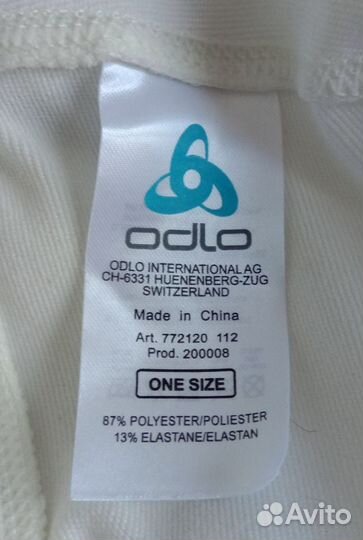 odlo
ODLO INTERNATIONAL AG
CH-6331 HUENENBERG-ZUG
SWITZERLAND
Made in China
Art. 772120 112
Prod. 200008
ONE SIZE
87% POLYESTER/POLIESTER
13% ELASTANE/ELASTAN
Avito